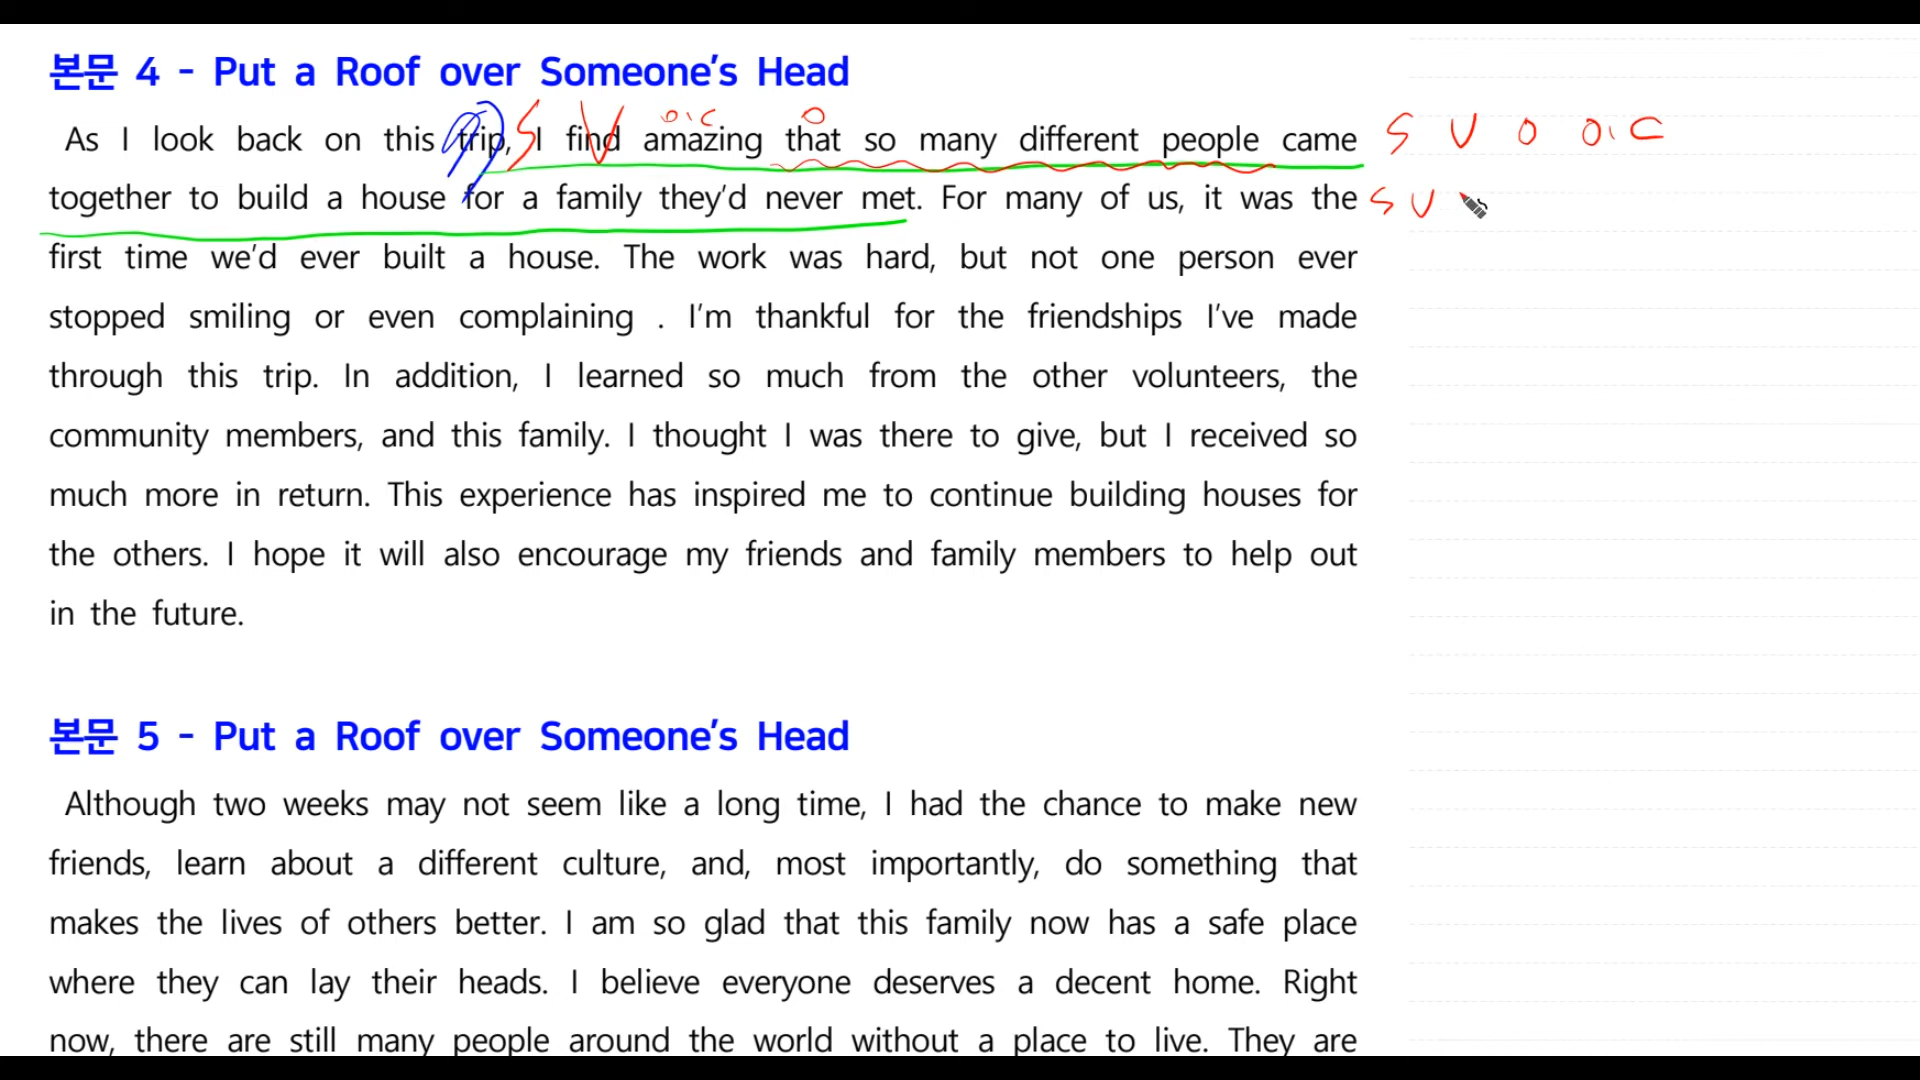 본문 4 - Put a Roof over Someone's Head
S V O.C O
As I look back on this trip, I find amazing that so many different people came S V O O.C
together to build a house for a family they'd never met. For many of us, it was the S V
first time we'd ever built a house. The work was hard, but not one person ever
stopped smiling or even complaining . I'm thankful for the friendships I've made
through this trip. In addition, I learned so much from the other volunteers, the
community members, and this family. I thought I was there to give, but I received so
much more in return. This experience has inspired me to continue building houses for
the others. I hope it will also encourage my friends and family members to help out
in the future.
본문 5 - Put a Roof over Someone's Head
Although two weeks may not seem like a long time, I had the chance to make new
friends, learn about a different culture, and, most importantly, do something that
makes the lives of others better. I am so glad that this family now has a safe place
where they can lay their heads. I believe everyone deserves a decent home. Right
now, there are still many people around the world without a place to live. They are